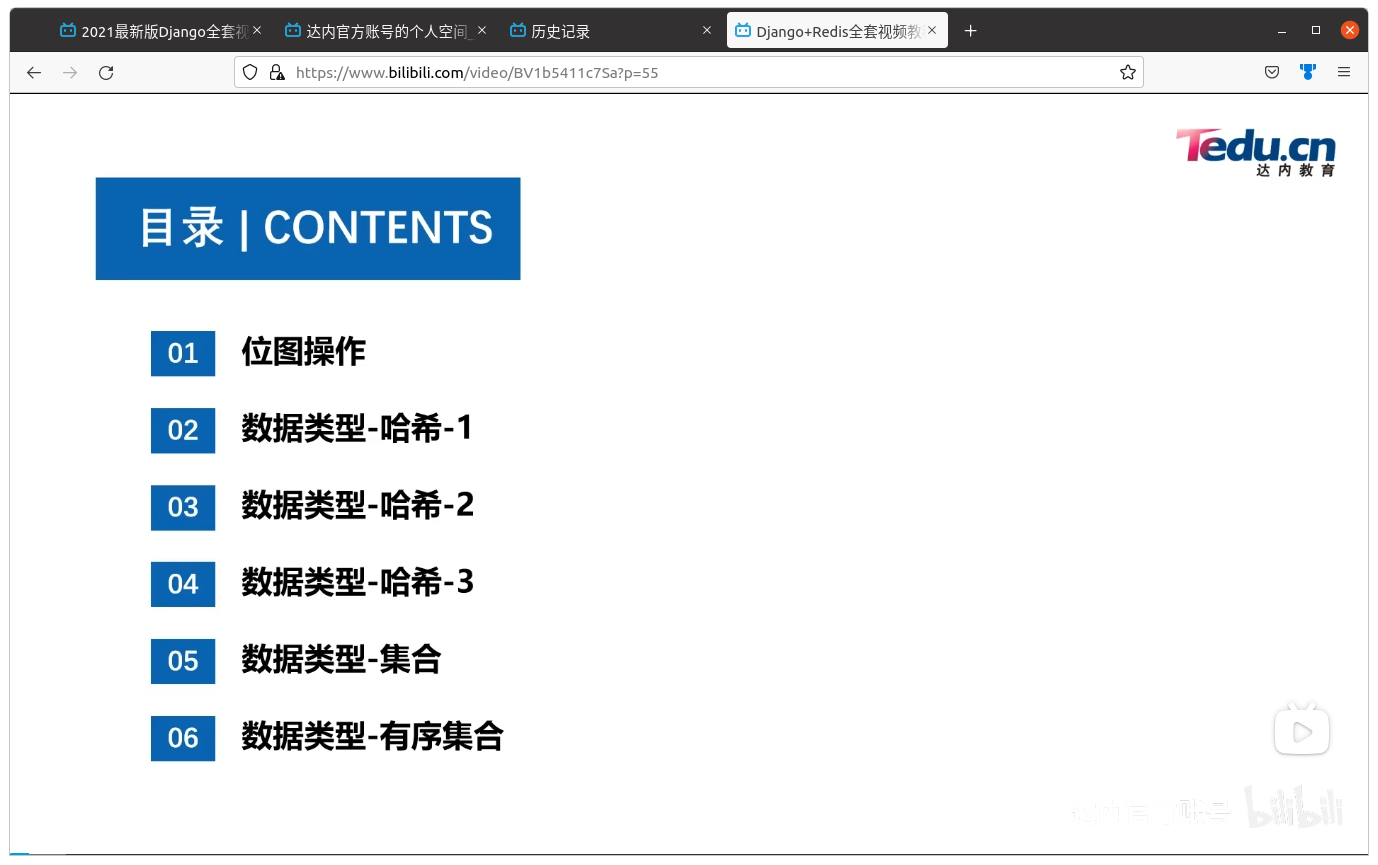 2021最新版Django全套视
达内官方账号的个人空间_
历史记录
Django+Redis全套视频教
https://www.bilibili.com/video/BV1b5411c7Sa?p=55
Tedu.cn
达内教育
目录 | CONTENTS
01 位图操作
02 数据类型-哈希-1
03 数据类型-哈希-2
04 数据类型-哈希-3
05 数据类型-集合
06 数据类型-有序集合
bilibili